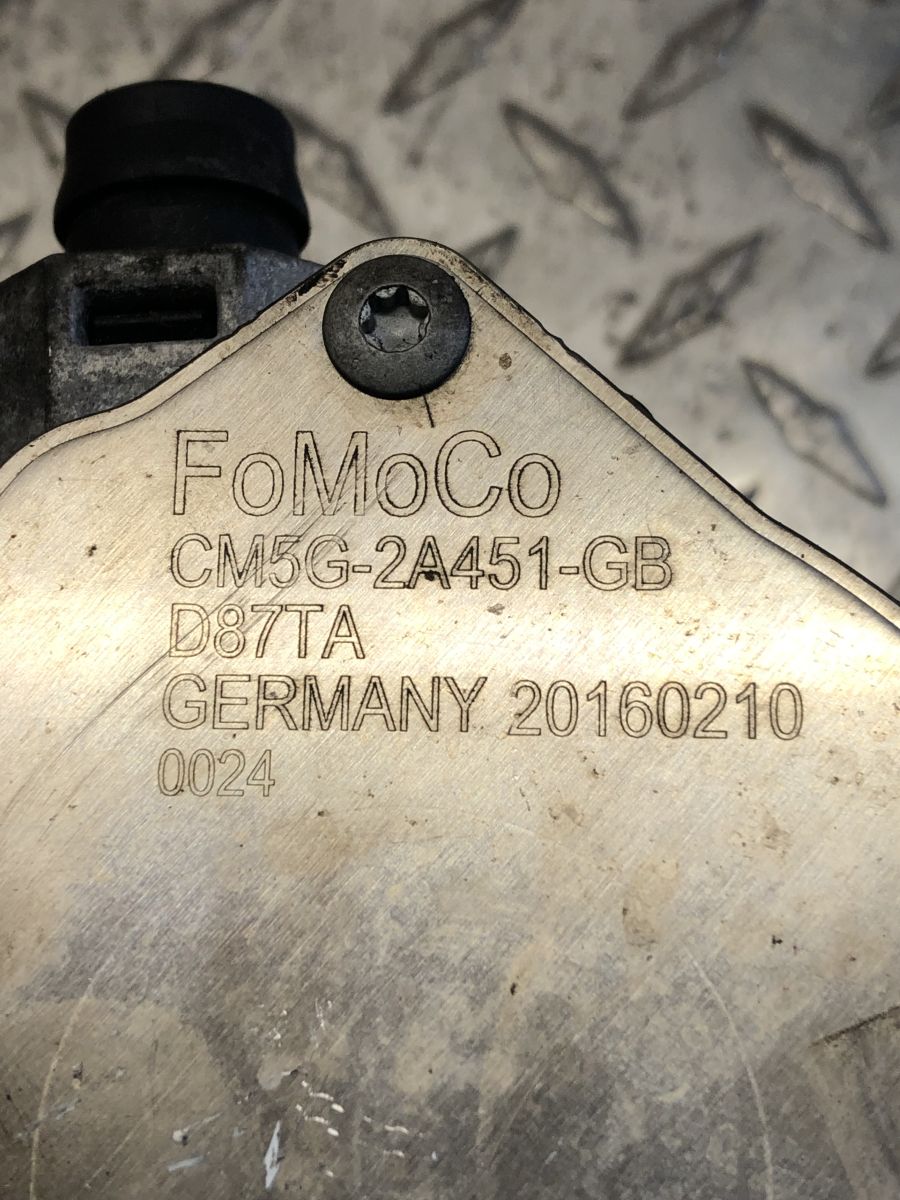 FoMoCo
CM5G-2A451-GB
D87TA
GERMANY 20160210
0024